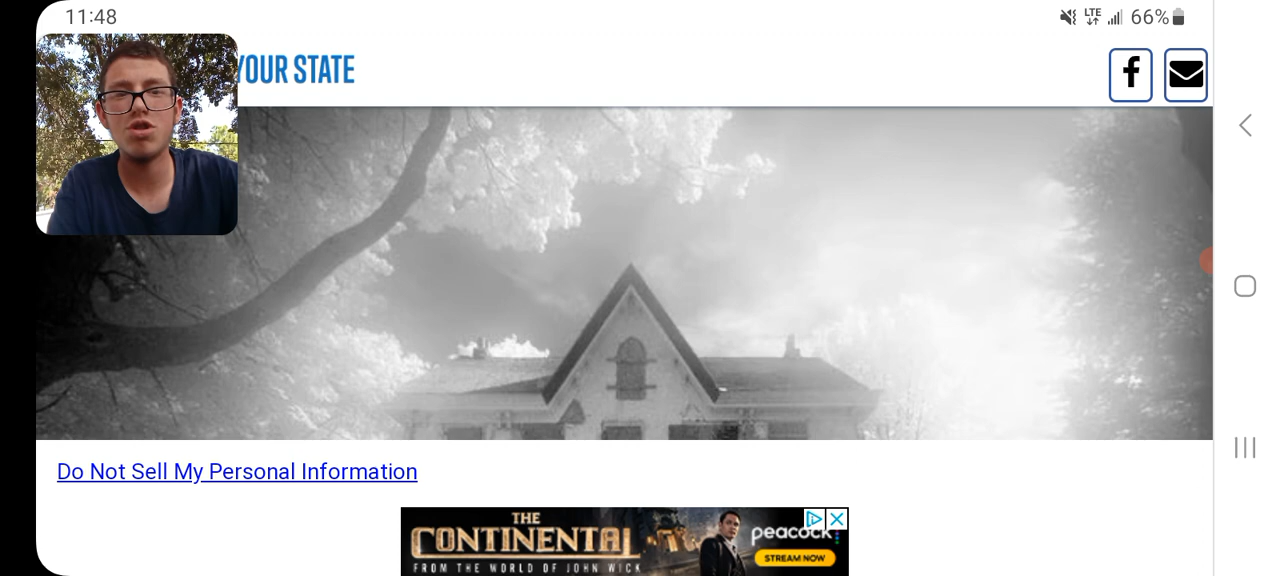 11:48
LTE
66%
YOUR STATE
Do Not Sell My Personal Information
THE
CONTINENTAL
FROM THE WORLD OF JOHN WICK
peacock
STREAM NOW